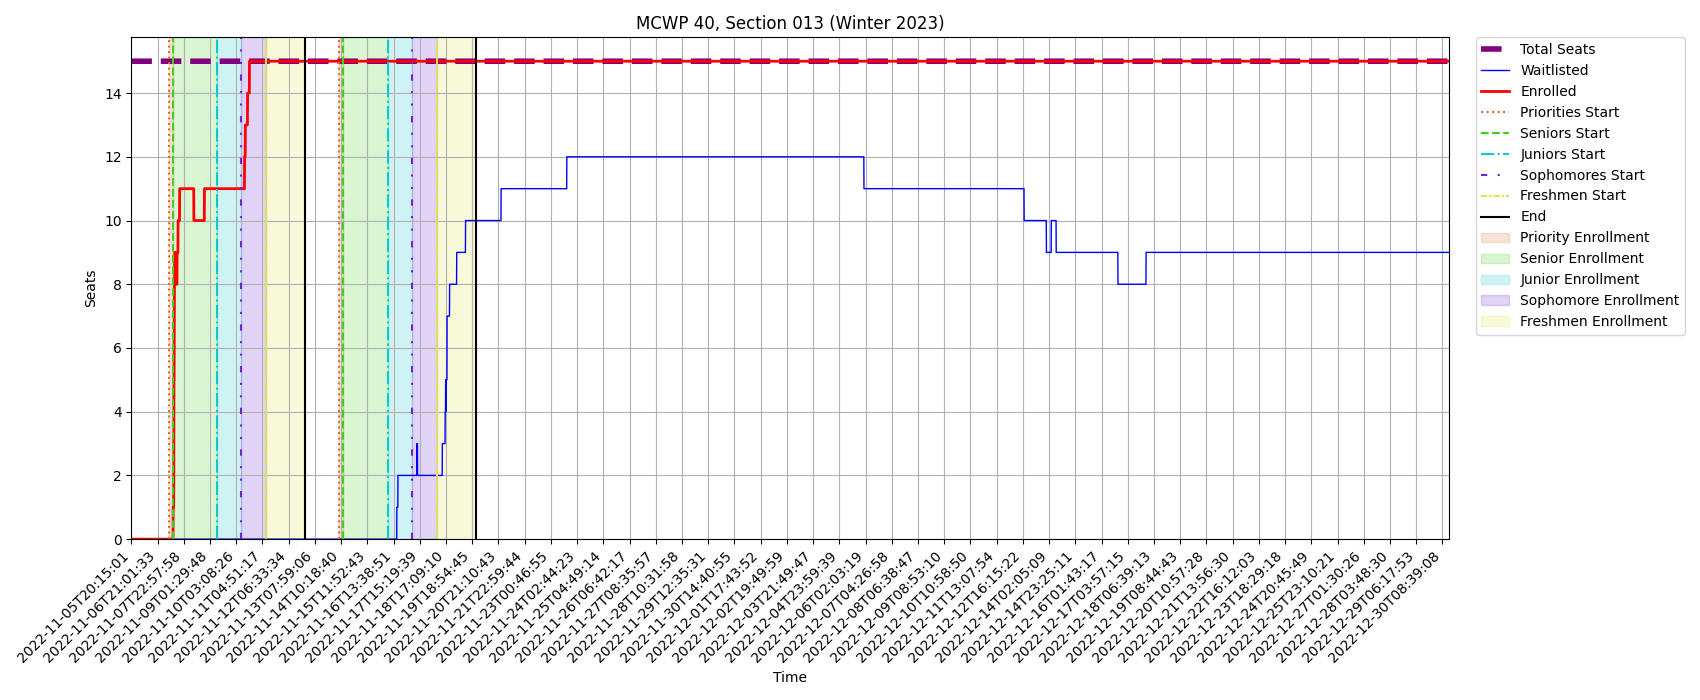 MCWP 40, Section 013 (Winter 2023)
Seats
14
12
10
8
6
4
2
0
2022-11-05T20:15:01
2022-11-06T21:01:33
2022-11-07T22:57:58
2022-11-09T01:29:48
2022-11-10T03:08:26
2022-11-11T04:51:17
2022-11-12T06:33:34
2022-11-13T07:59:06
2022-11-14T10:18:40
2022-11-15T11:52:43
2022-11-16T13:38:51
2022-11-17T15:19:39
2022-11-18T17:09:10
2022-11-19T18:54:45
2022-11-20T21:10:43
2022-11-21T22:59:44
2022-11-23T00:46:55
2022-11-24T02:44:23
2022-11-25T04:49:14
2022-11-26T06:42:17
2022-11-27T08:35:57
2022-11-28T10:31:58
2022-11-29T12:35:31
2022-11-30T14:40:55
2022-12-01T17:43:52
2022-12-02T19:49:59
2022-12-03T21:49:47
2022-12-04T23:59:39
2022-12-06T02:03:19
2022-12-07T04:26:58
2022-12-08T06:38:47
2022-12-09T08:53:10
2022-12-10T10:58:50
2022-12-11T13:07:54
2022-12-12T16:15:22
2022-12-14T02:05:09
2022-12-14T23:25:11
2022-12-16T01:43:17
2022-12-17T03:57:15
2022-12-18T06:39:13
2022-12-19T08:44:43
2022-12-20T10:57:28
2022-12-21T13:56:30
2022-12-22T16:12:03
2022-12-23T18:29:18
2022-12-24T20:45:49
2022-12-25T23:10:21
2022-12-27T01:30:26
2022-12-28T03:48:30
2022-12-29T06:17:53
2022-12-30T08:39:08
Time
Total Seats
Waitlisted
Enrolled
Priorities Start
Seniors Start
Juniors Start
Sophomores Start
Freshmen Start
End
Priority Enrollment
Senior Enrollment
Junior Enrollment
Sophomore Enrollment
Freshmen Enrollment